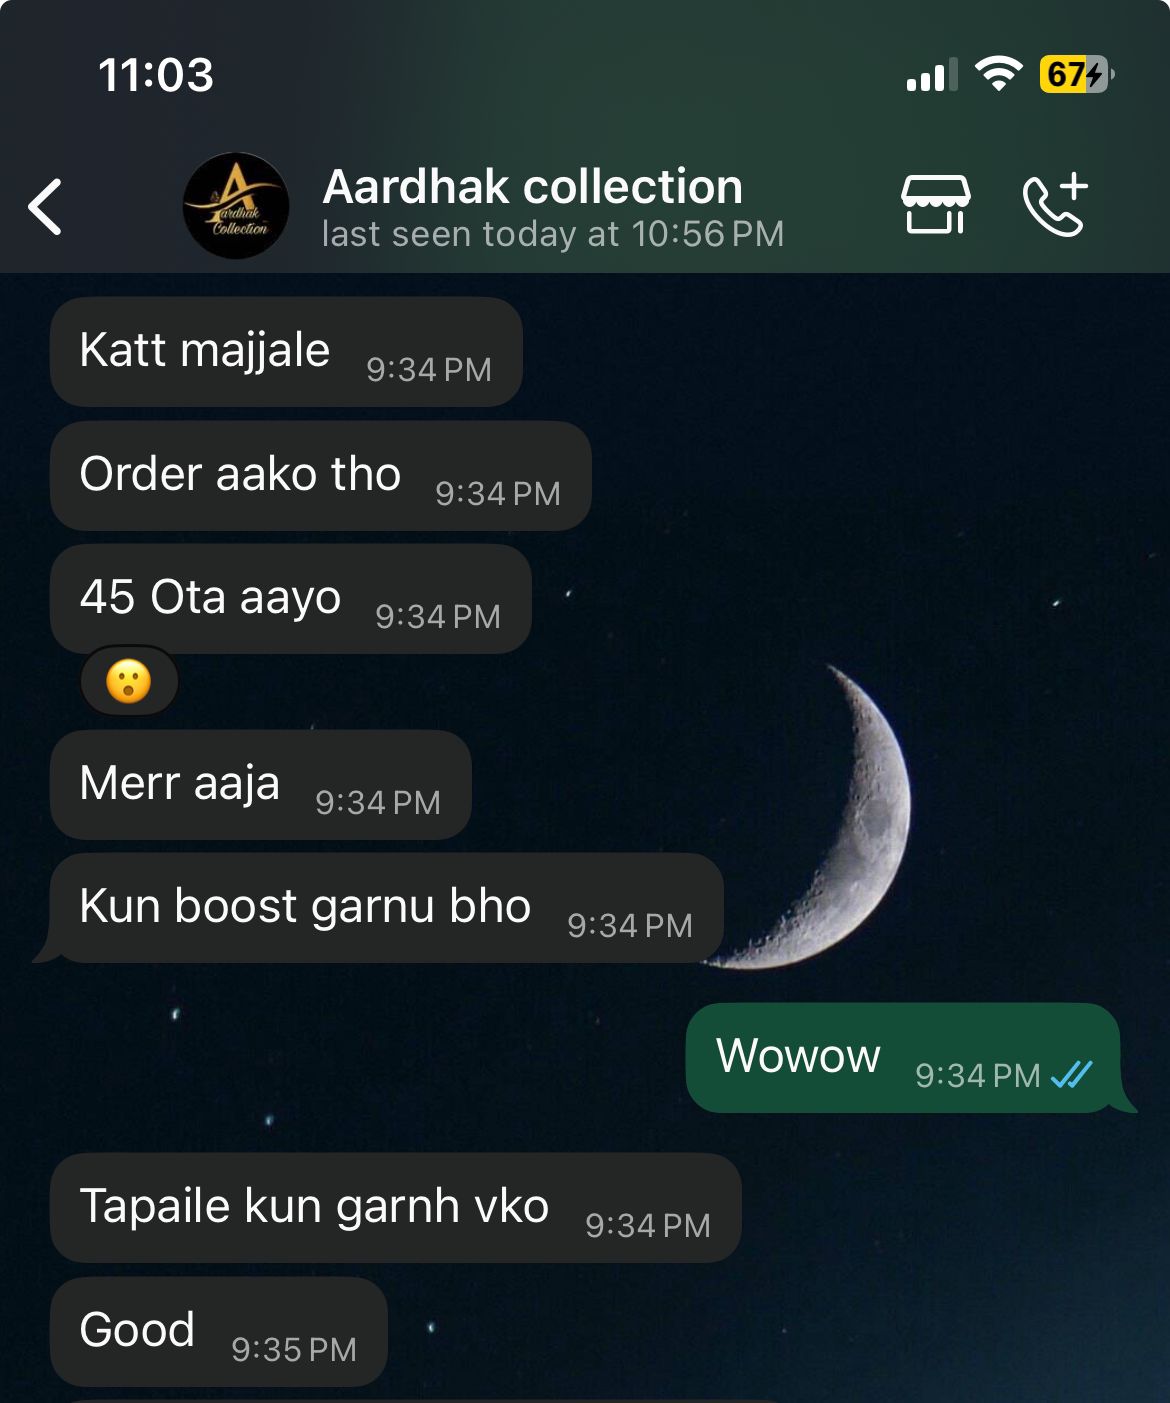 11:03
67
A
Aardhak
Collection
Aardhak collection
last seen today at 10:56 PM
Katt majjale 9:34 PM
Order aako tho 9:34 PM
45 Ota aayo 9:34 PM
😮
Merr aaja 9:34 PM
Kun boost garnu bho 9:34 PM
Wowow 9:34 PM
Tapaile kun garnh vko 9:34 PM
Good 9:35 PM